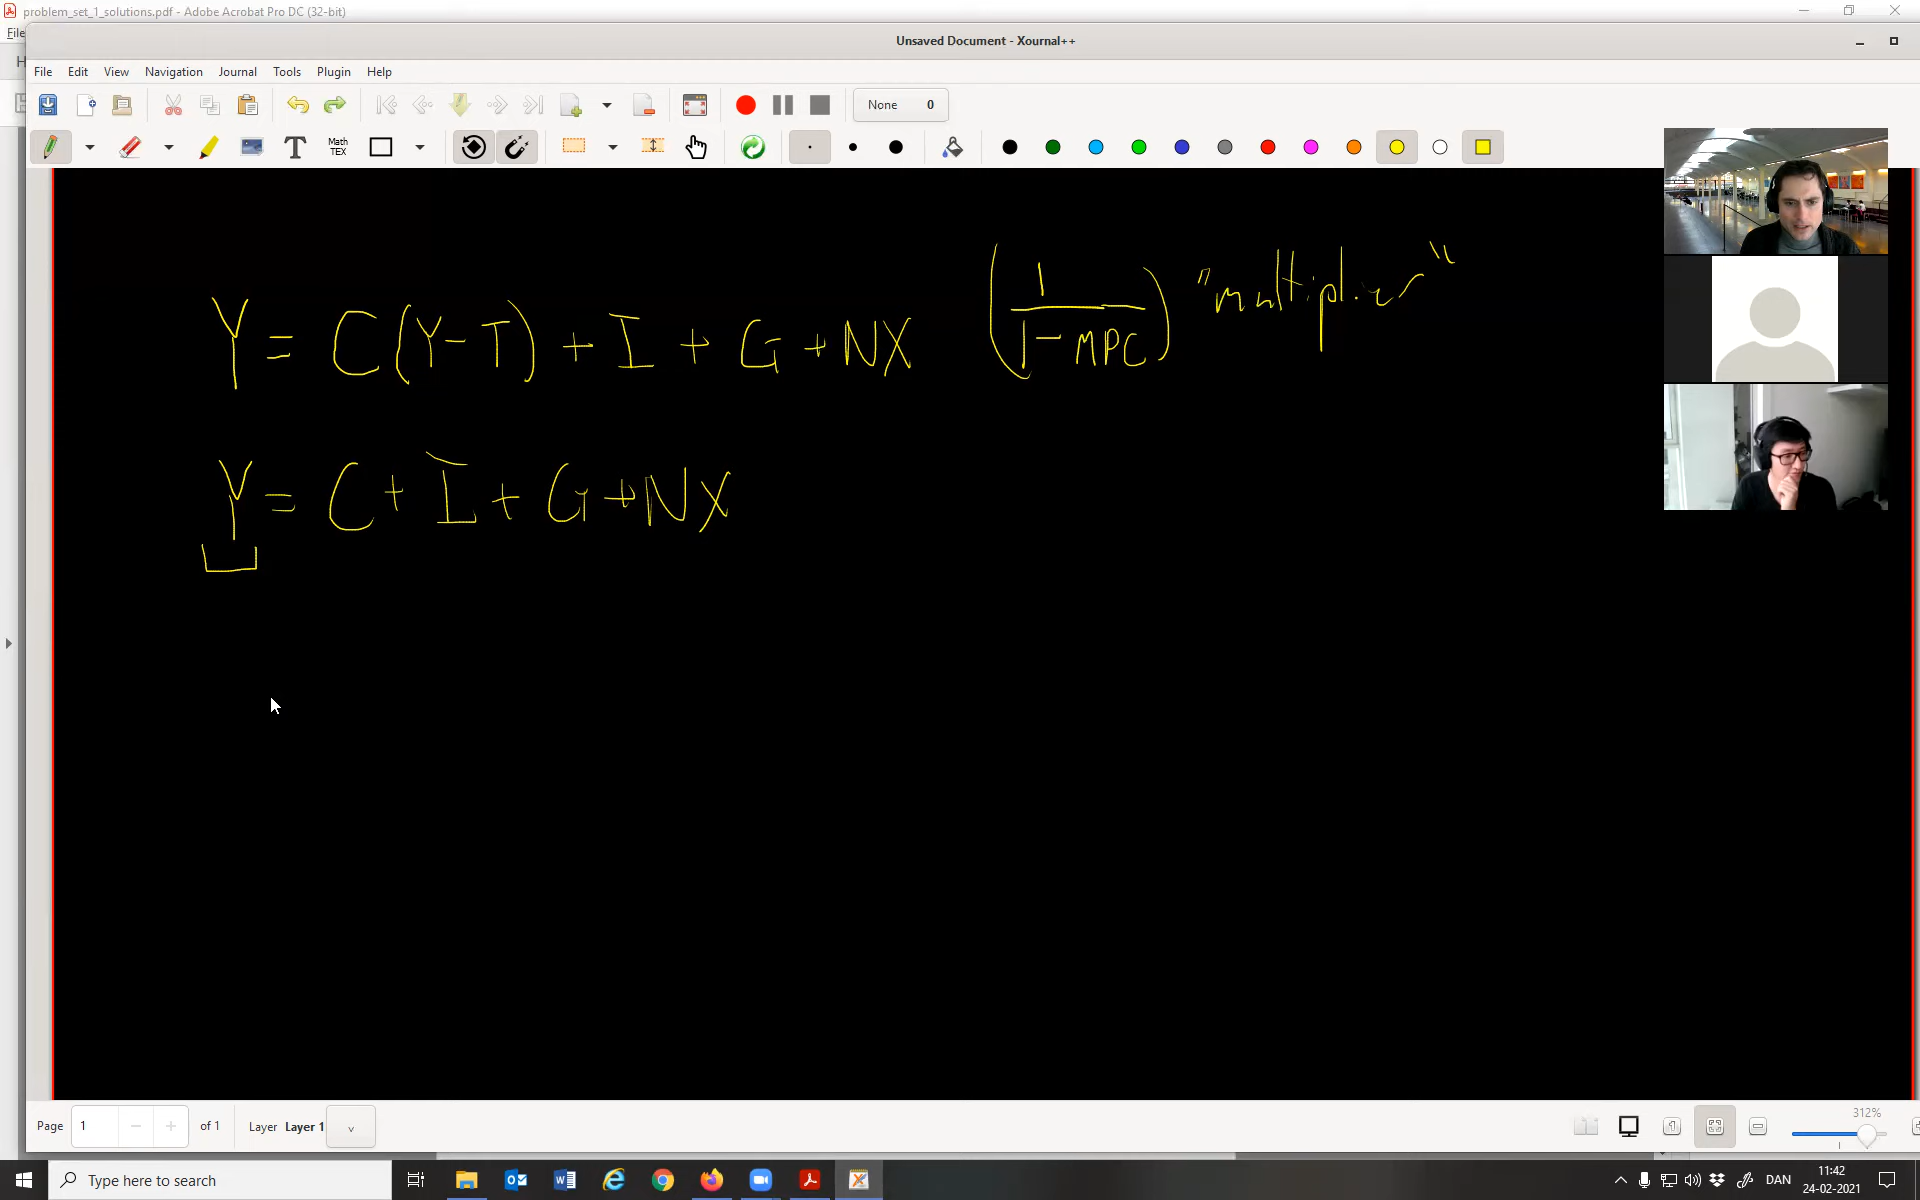 problem_set_1_solutions.pdf - Adobe Acrobat Pro DC (32-bit)
File
Unsaved Document - Xournal++
File Edit View Navigation Journal Tools Plugin Help
None 0
T Math TEX
Y = C(Y-T) + I + G + NX (1/(1-MPC)) "multiplier"
Y = C + I + G + NX
Page 1 of 1 Layer Layer 1
312%
Type here to search
DAN 11:42
24-02-2021